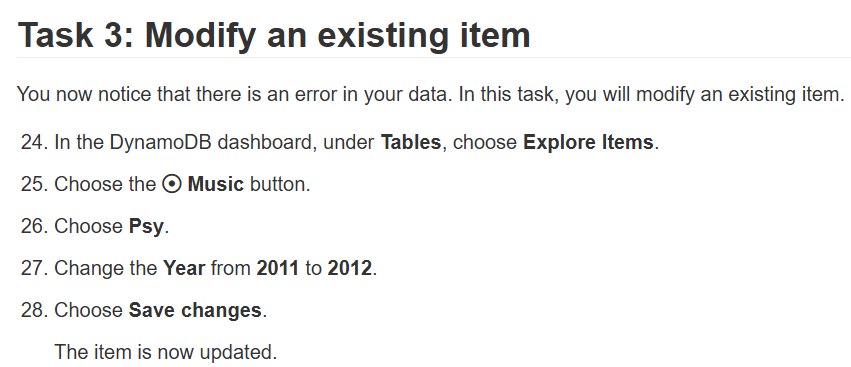 Task 3: Modify an existing item
You now notice that there is an error in your data. In this task, you will modify an existing item.
24. In the DynamoDB dashboard, under Tables, choose Explore Items.
25. Choose the Music button.
26. Choose Psy.
27. Change the Year from 2011 to 2012.
28. Choose Save changes.
The item is now updated.